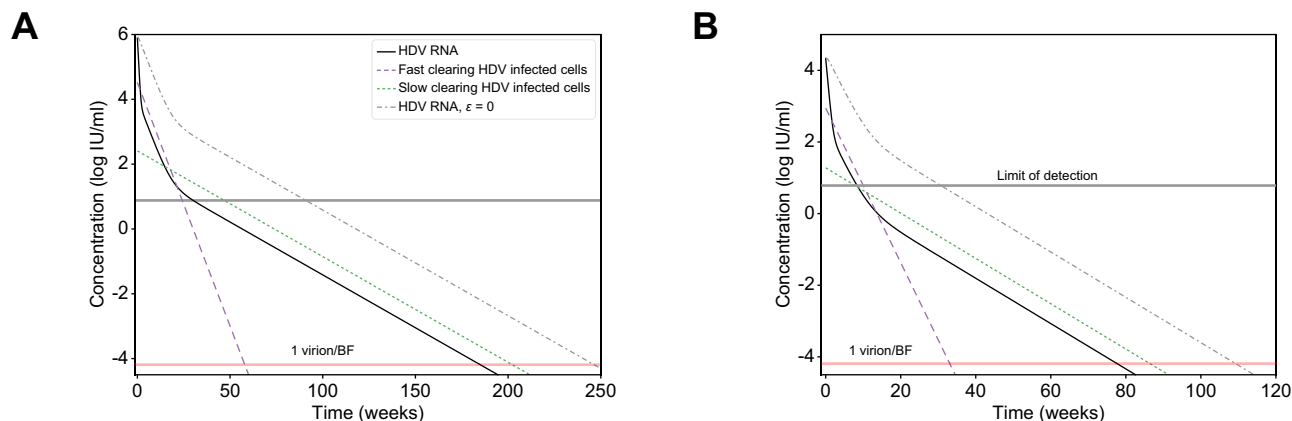 A
Concentration (log IU/ml)
6
4
2
0
-2
-4
HDV RNA
Fast clearing HDV infected cells
Slow clearing HDV infected cells
HDV RNA, ε = 0
1 virion/BF
0 50 100 150 200 250
Time (weeks)
B
Concentration (log IU/ml)
4
2
0
-2
-4
Limit of detection
1 virion/BF
0 20 40 60 80 100 120
Time (weeks)